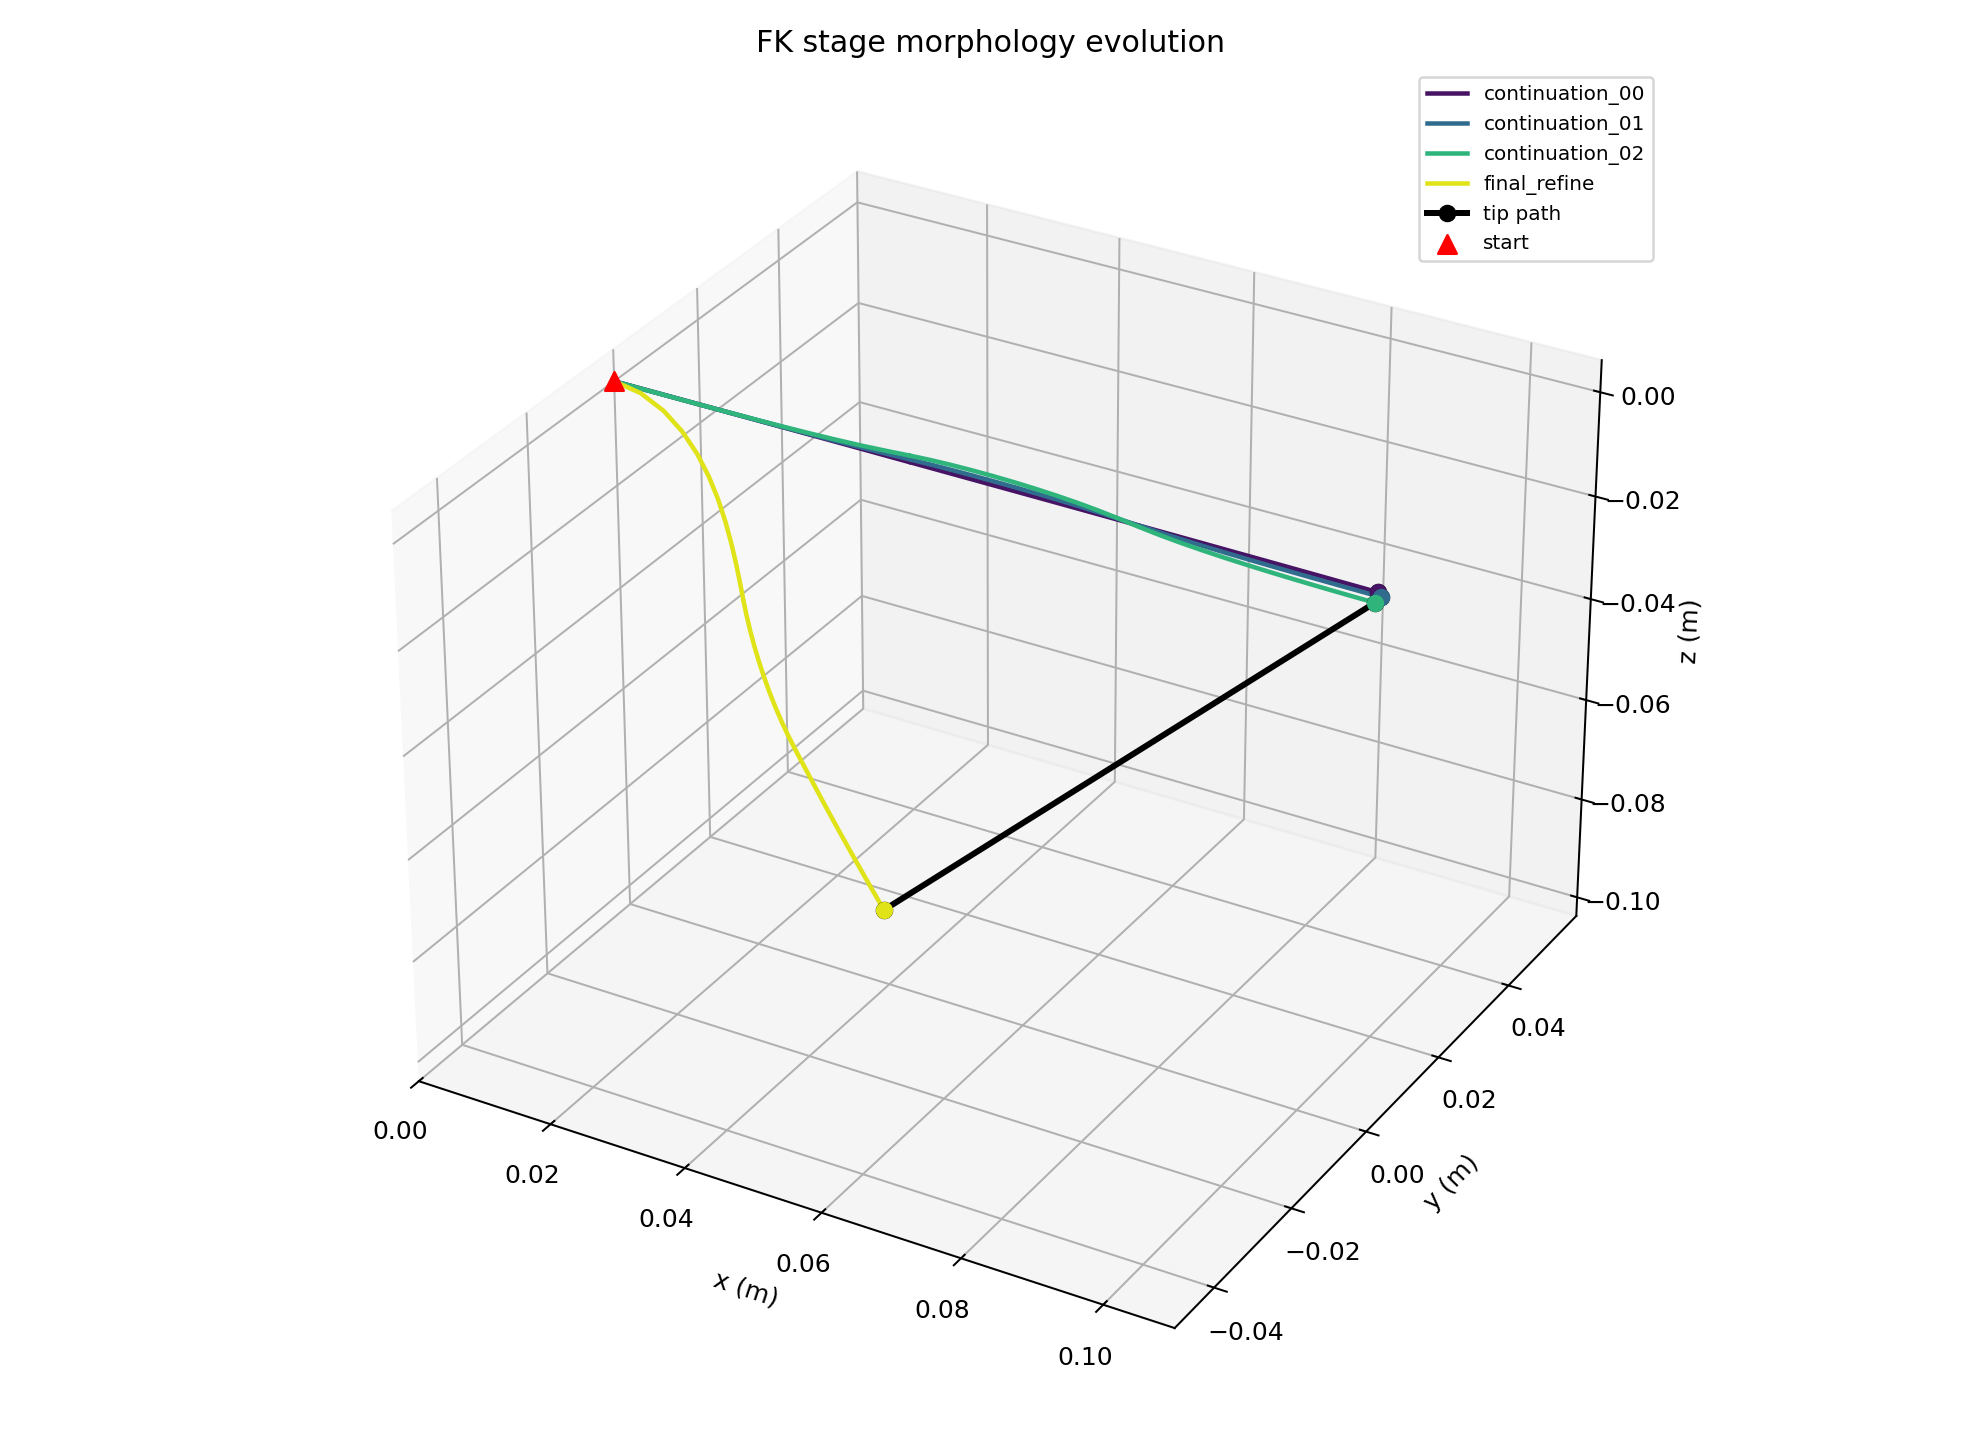 FK stage morphology evolution
continuation_00
continuation_01
continuation_02
final_refine
tip path
start
0.00
−0.02
−0.04
−0.06
−0.08
−0.10
z (m)
0.04
0.02
0.00
−0.02
−0.04
y (m)
0.00
0.02
0.04
0.06
0.08
0.10
x (m)